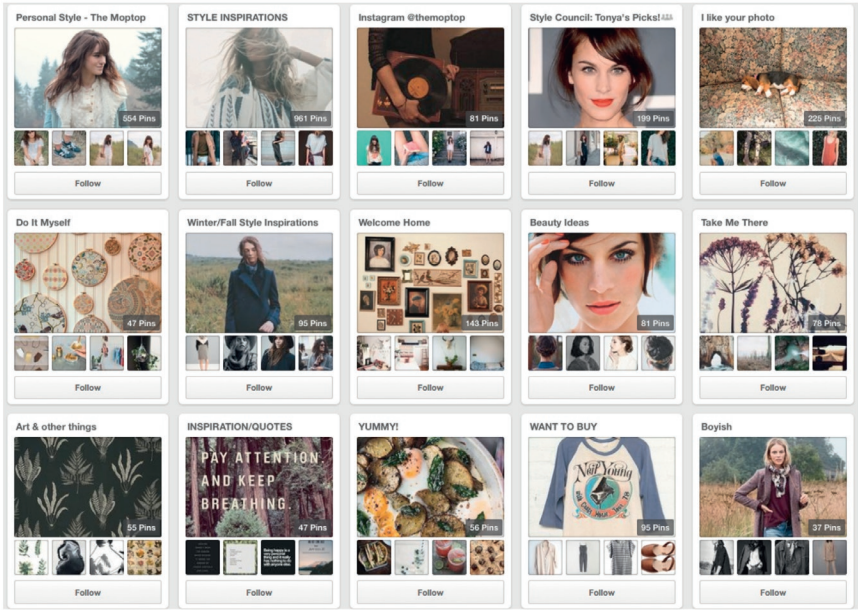 Personal Style - The Moptop
554 Pins
Follow
STYLE INSPIRATIONS
961 Pins
Follow
Instagram @themoptop
81 Pins
Follow
Style Council: Tonya's Picks!
199 Pins
Follow
I like your photo
225 Pins
Follow
Do It Myself
47 Pins
Follow
Winter/Fall Style Inspirations
95 Pins
Follow
Welcome Home
143 Pins
Follow
Beauty Ideas
81 Pins
Follow
Take Me There
78 Pins
Follow
Art & other things
55 Pins
Follow
INSPIRATION/QUOTES
PAY ATTENTION
AND KEEP
BREATHING.
47 Pins
Follow
YUMMY!
56 Pins
Follow
WANT TO BUY
Neil Young
95 Pins
Follow
Boyish
37 Pins
Follow